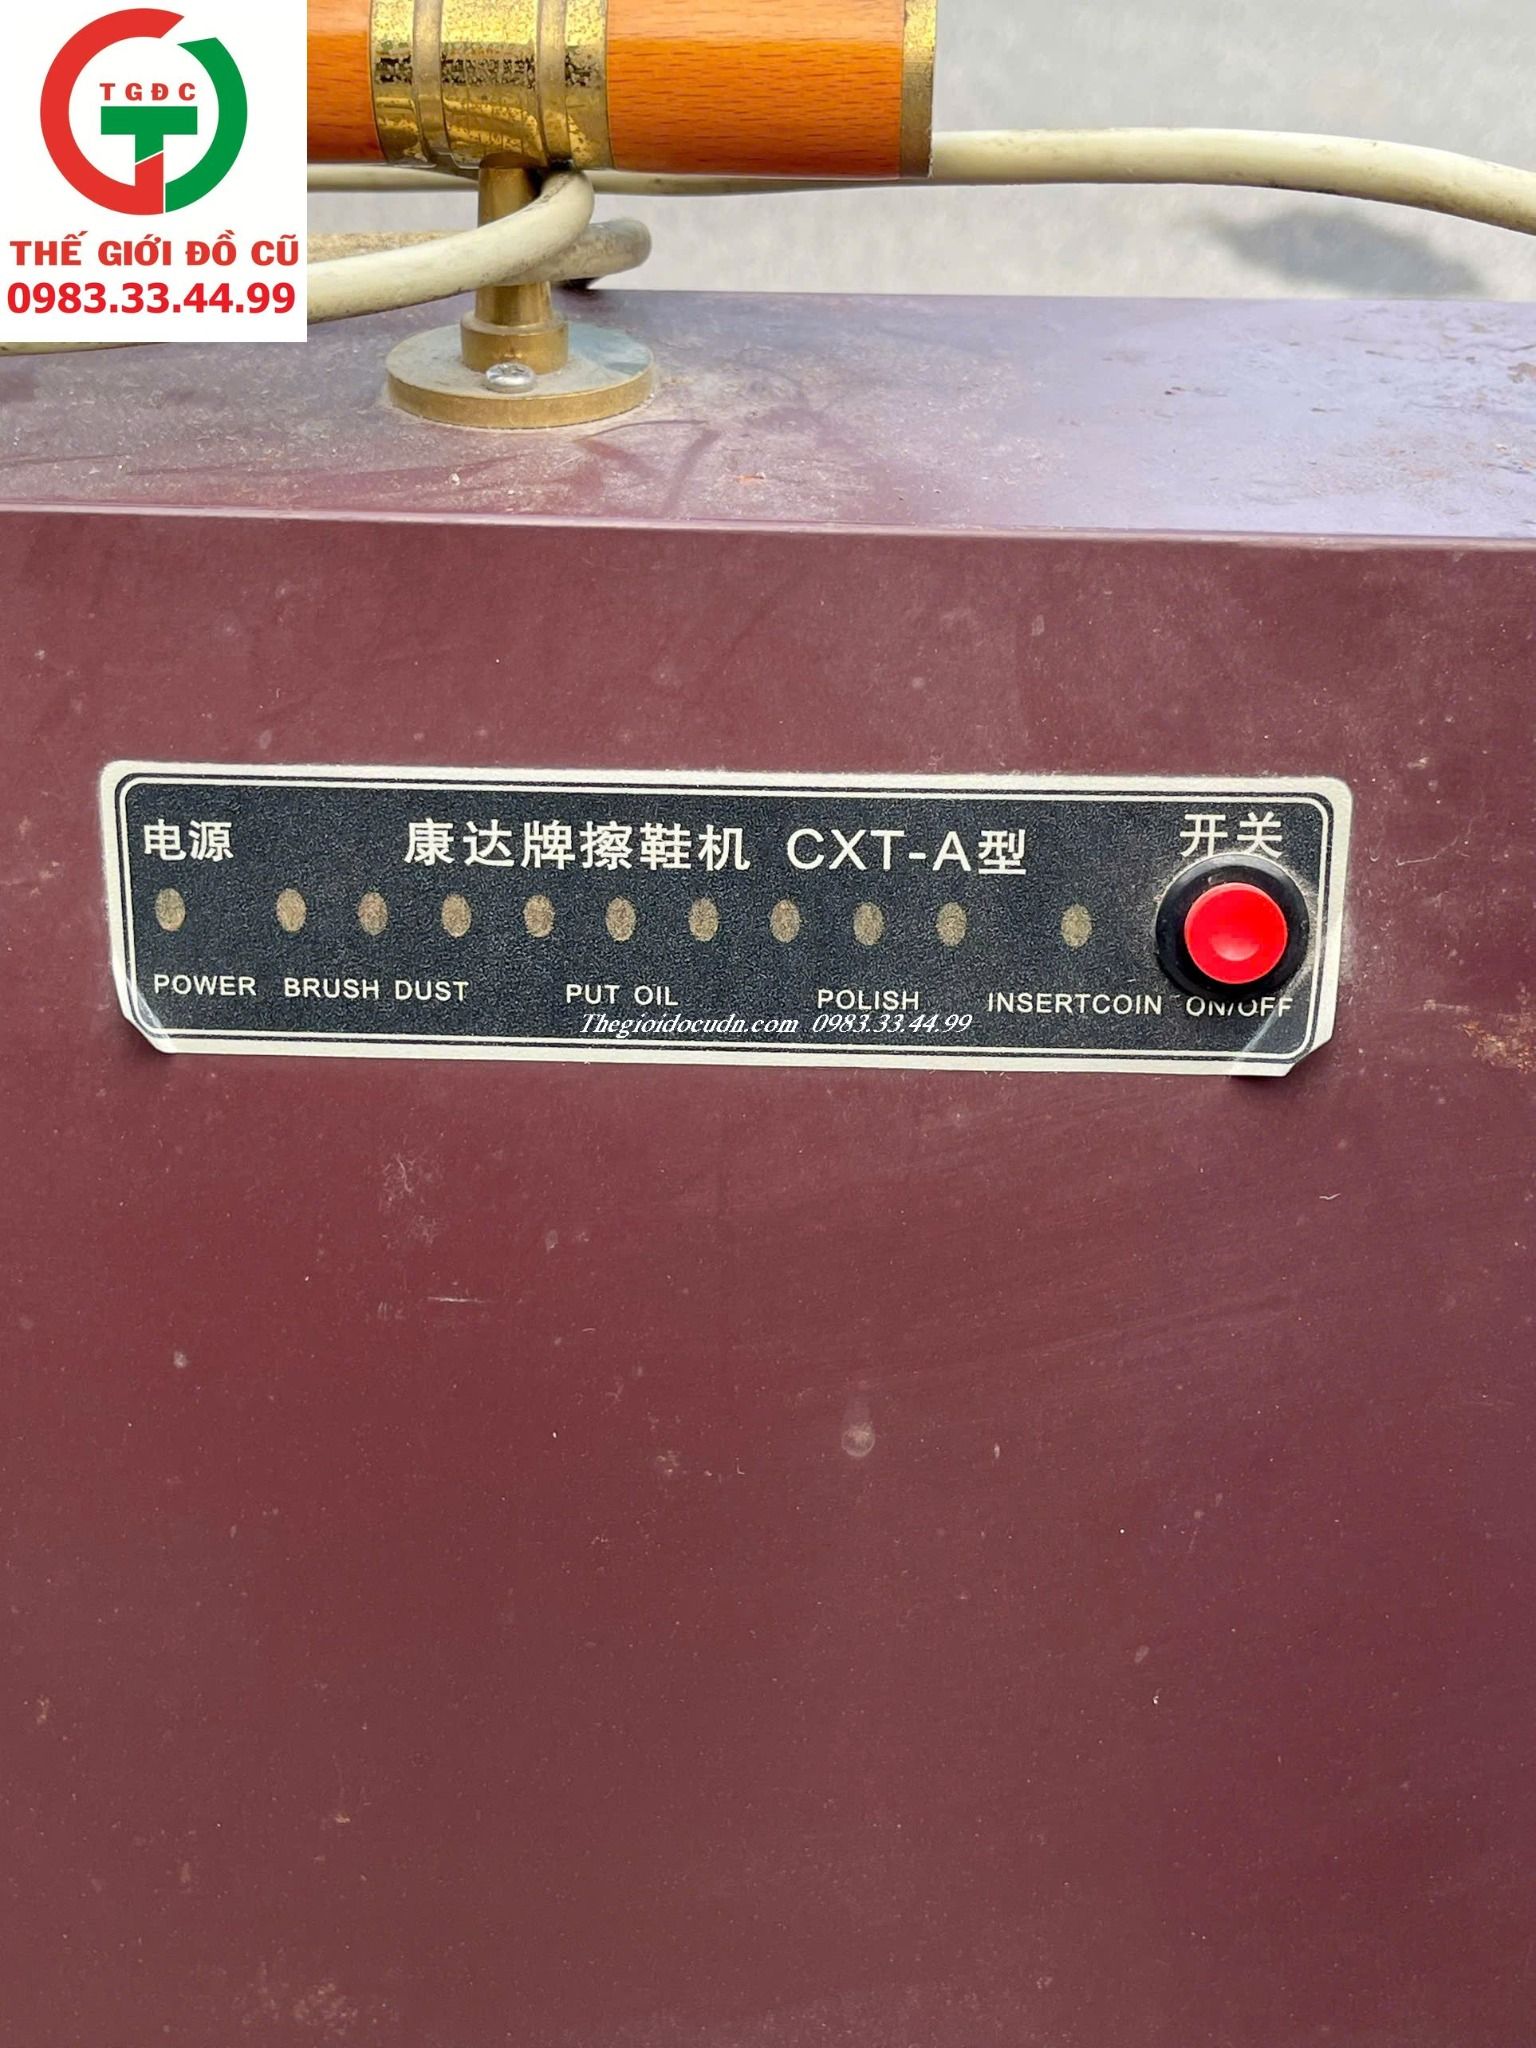 TGĐC
THẾ GIỚI ĐỒ CŨ
0983.33.44.99
电源 康达牌擦鞋机 CXT-A型 开关
POWER BRUSH DUST PUT OIL POLISH INSERTCOIN ON/OFF
Thegioidocudn.com 0983.33.44.99